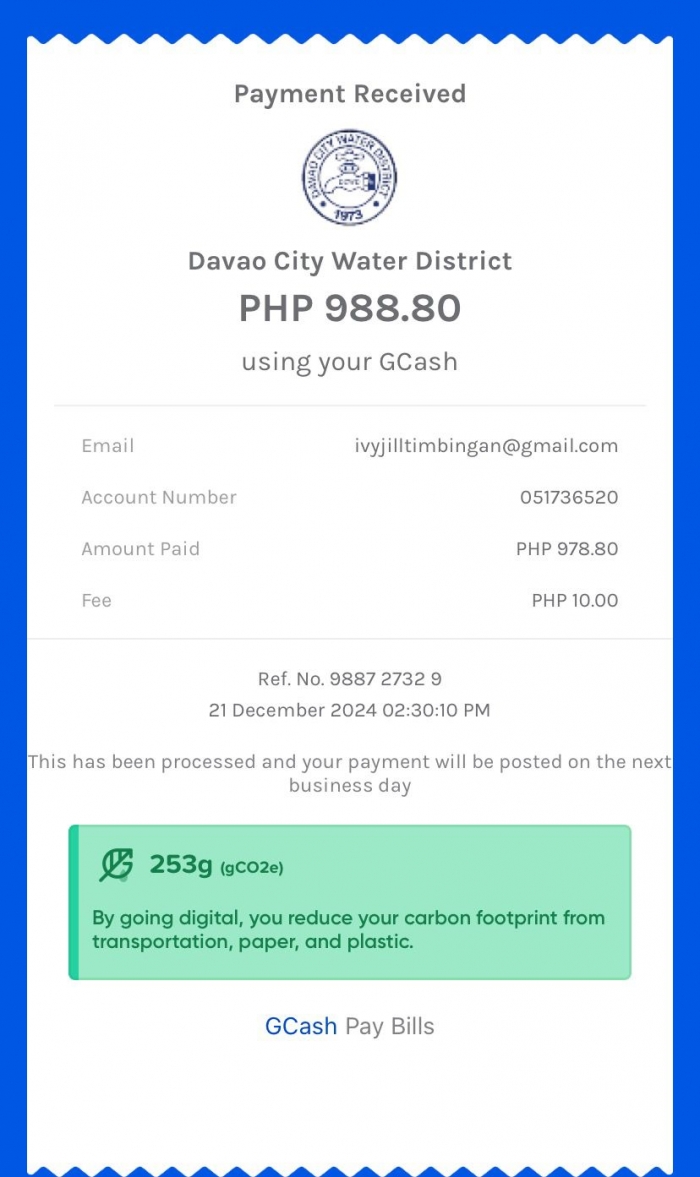 Payment Received
DAVAO CITY WATER DISTRICT
1973
Davao City Water District
PHP 988.80
using your GCash
Email ivyjilltimbingan@gmail.com
Account Number 051736520
Amount Paid PHP 978.80
Fee PHP 10.00
Ref. No. 9887 2732 9
21 December 2024 02:30:10 PM
This has been processed and your payment will be posted on the next
business day
253g (gCO2e)
By going digital, you reduce your carbon footprint from
transportation, paper, and plastic.
GCash Pay Bills